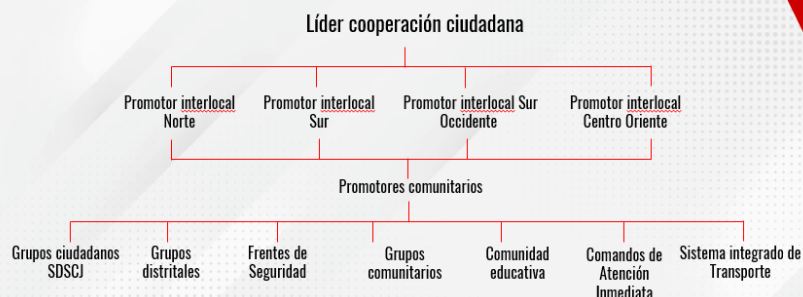 Líder cooperación ciudadana
Promotor interlocal
Norte
Promotor interlocal
Sur
Promotor interlocal Sur
Occidente
Promotor interlocal
Centro Oriente
Promotores comunitarios
Grupos ciudadanos
SDSCJ
Grupos
distritales
Frentes de
Seguridad
Grupos
comunitarios
Comunidad
educativa
Comandos de
Atención
Inmediata
Sistema integrado de
Transporte